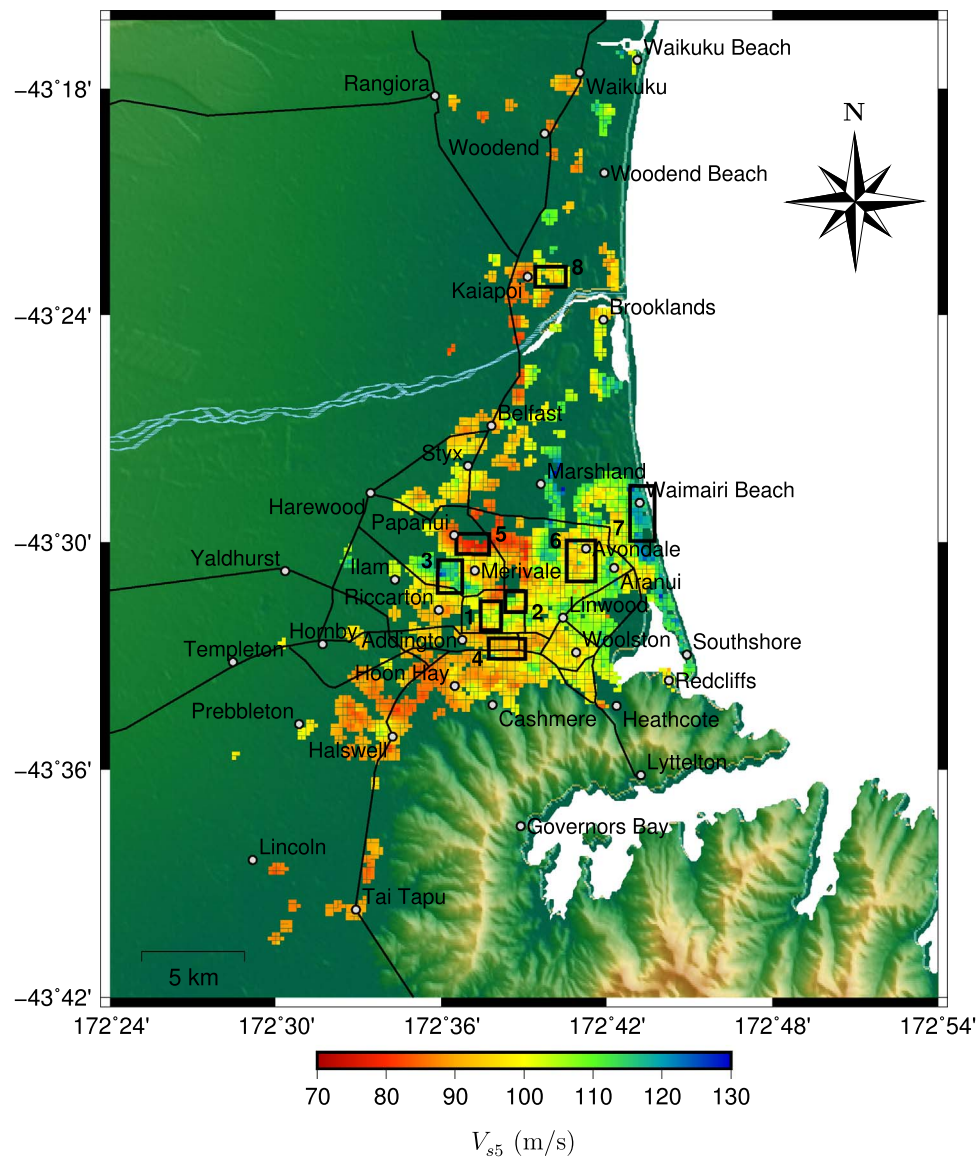 Waikuku Beach
−43˚18'
Rangiora
Waikuku
N
Woodend
Woodend Beach
8
Kaiapoi
−43˚24'
Brooklands
Belfast
Styx
Marshland
Waimairi Beach
Harewood
Papanui
5
7
6
−43˚30'
Avondale
Yaldhurst
Ilam
3
Merivale
Aranui
Riccarton
1
2
Linwood
Hornby
Addington
Woolston
Southshore
Templeton
4
Hoon Hay
Redcliffs
Prebbleton
Cashmere
Heathcote
Halswell
−43˚36'
Lyttelton
Governors Bay
Lincoln
Tai Tapu
5 km
−43˚42'
172˚24' 172˚30' 172˚36' 172˚42' 172˚48' 172˚54'
70 80 90 100 110 120 130
Vs5 (m/s)